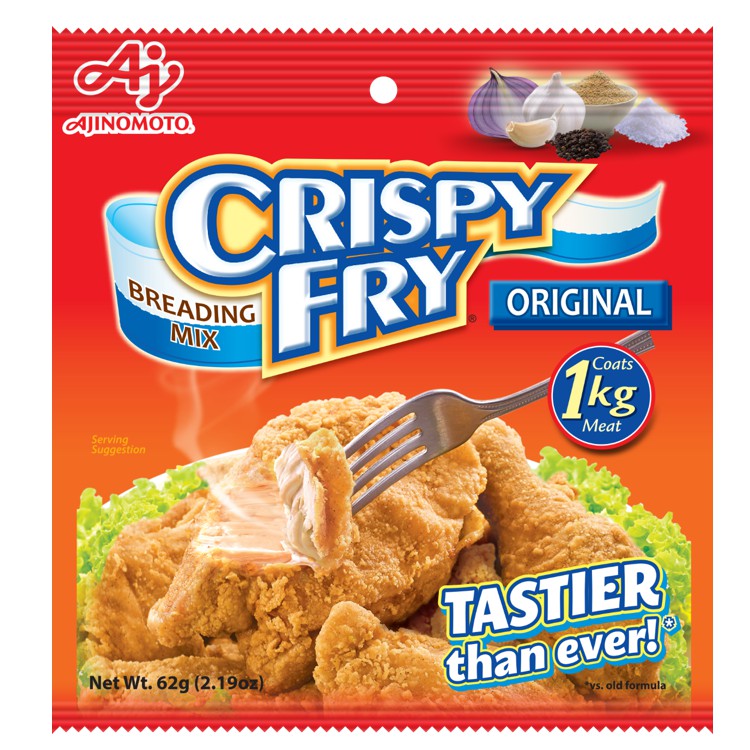 Aj
AJINOMOTO®
CRISPY
FRY®
BREADING
MIX
ORIGINAL
Coats
1kg
Meat
Serving
Suggestion
TASTIER
than ever!*
Net Wt. 62g (2.19oz)
*vs. old formula